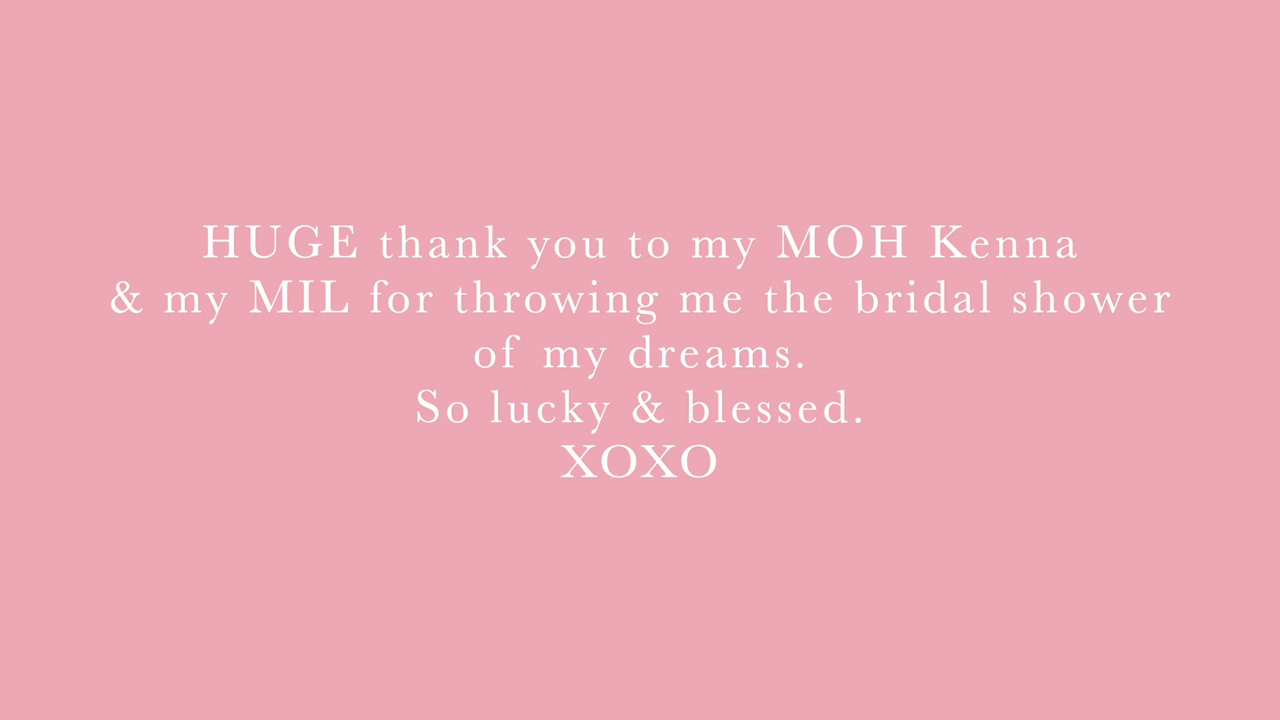 HUGE thank you to my MOH Kenna
& my MIL for throwing me the bridal shower
of my dreams.
So lucky & blessed.
XOXO